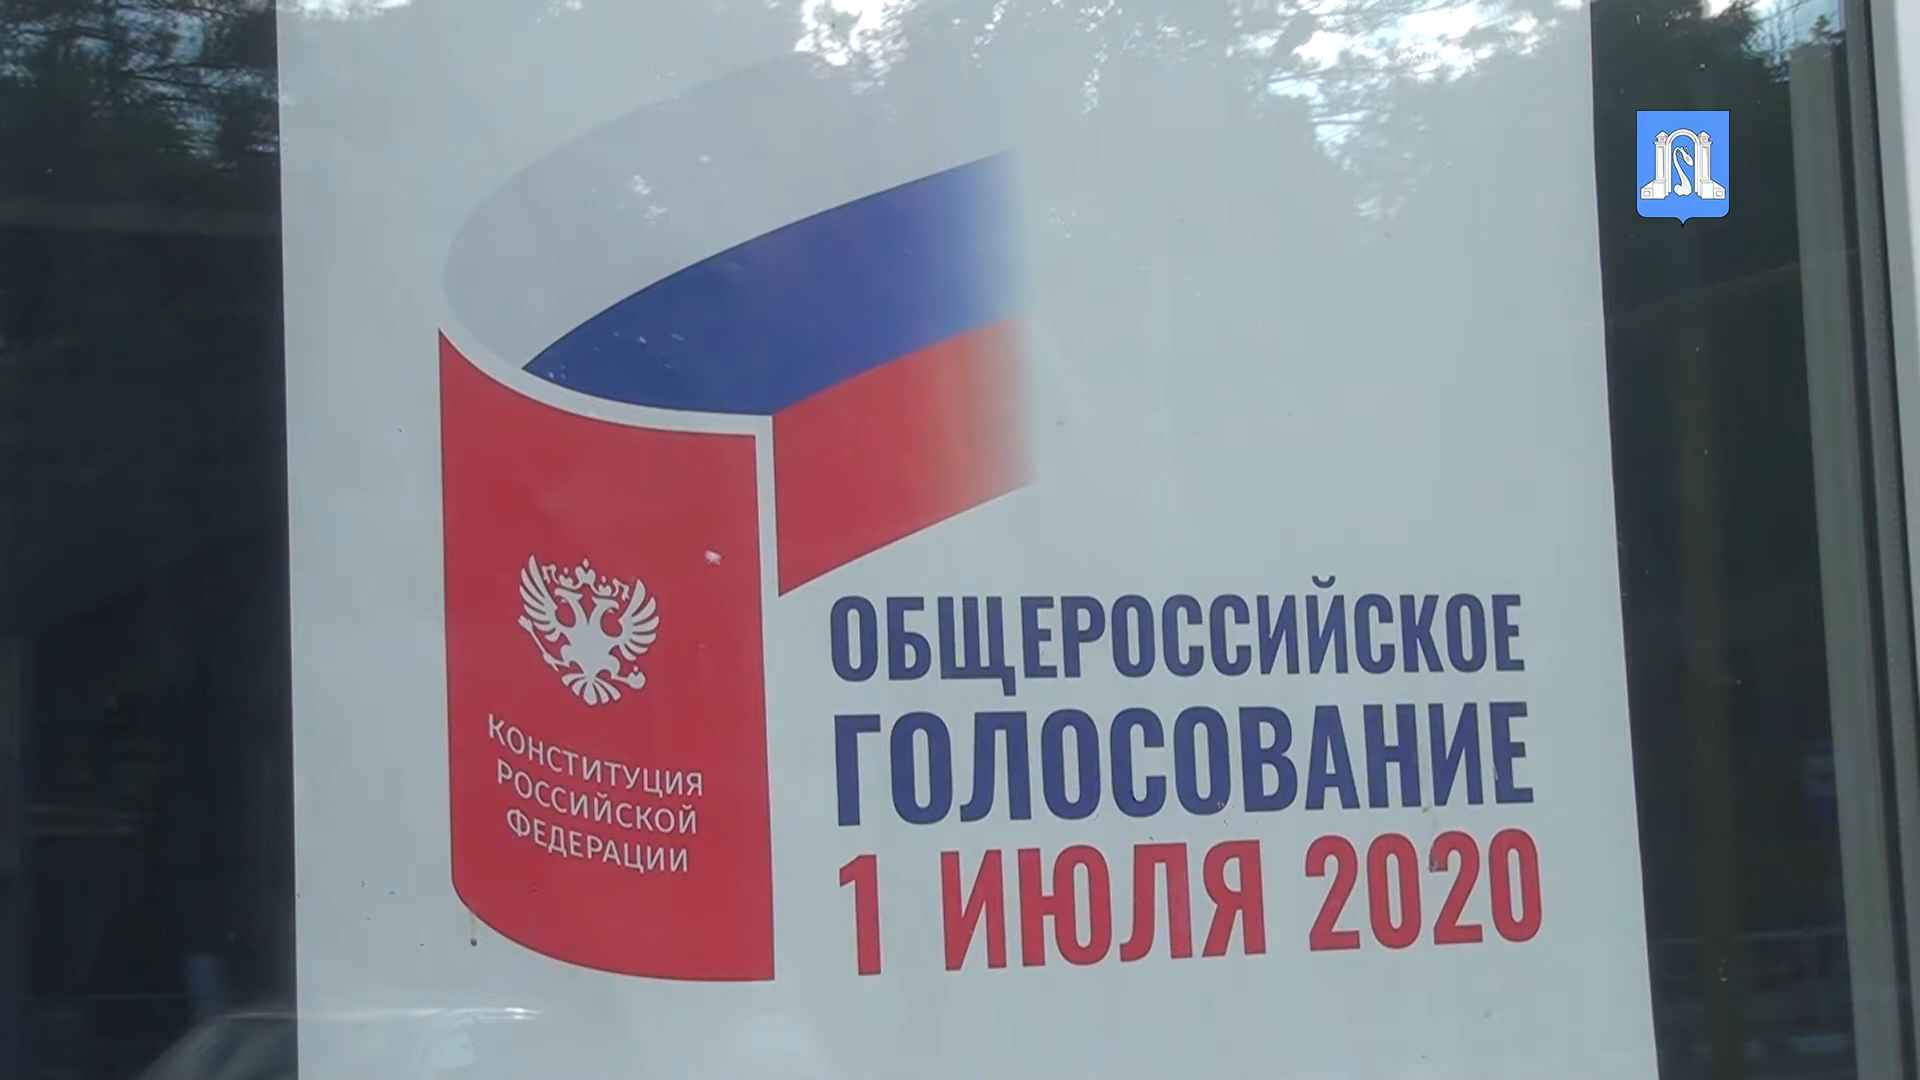 КОНСТИТУЦИЯ
РОССИЙСКОЙ
ФЕДЕРАЦИИ
ОБЩЕРОССИЙСКОЕ
ГОЛОСОВАНИЕ
1 ИЮЛЯ 2020